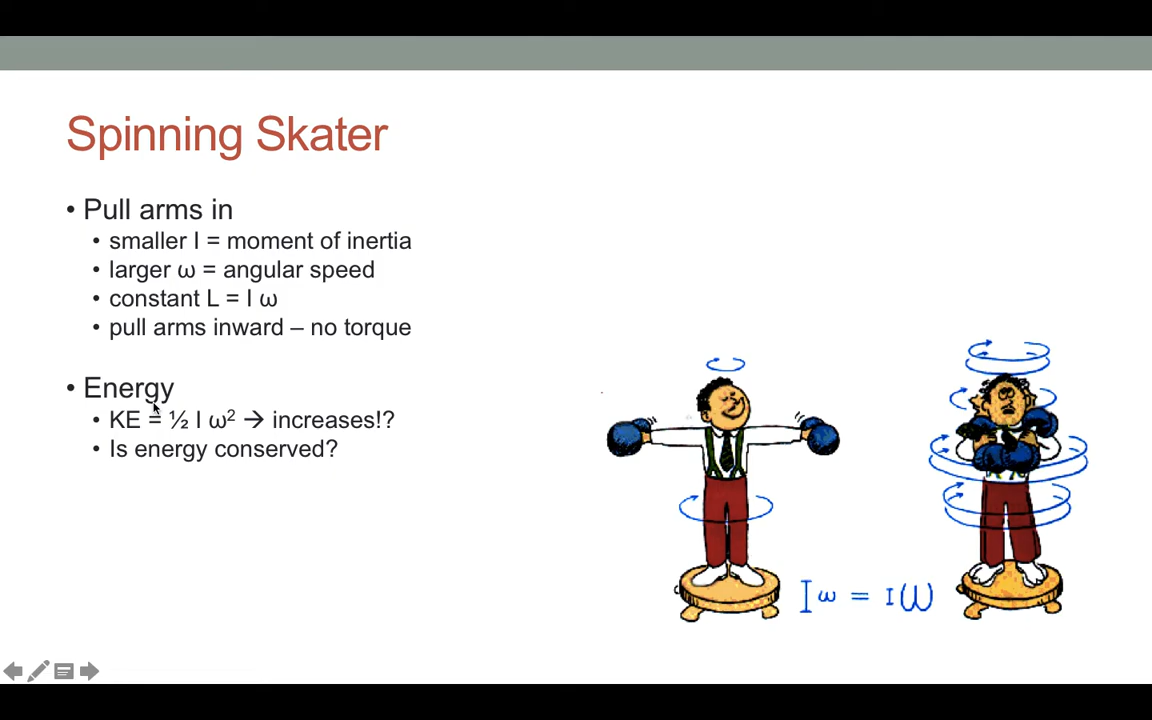 Spinning Skater
• Pull arms in
• smaller I = moment of inertia
• larger ω = angular speed
• constant L = I ω
• pull arms inward – no torque
• Energy
• KE = ½ I ω² → increases!?
• Is energy conserved?
I ω = I ω